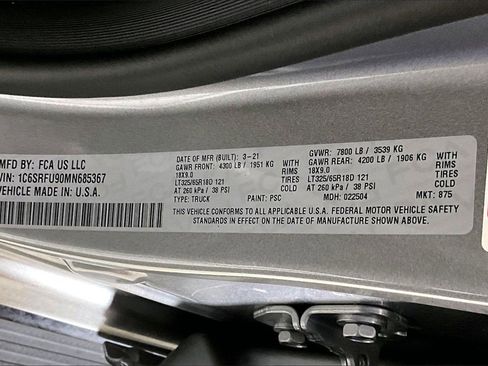 MFD BY: FCA US LLC
VIN: 1C6SRFU90MN685367
VEHICLE MADE IN: U.S.A.
DATE OF MFR (BUILT): 3-21 GVWR: 7800 LB / 3539 KG
GAWR FRONT: 4300 LB / 1951 KG WITH GAWR REAR: 4200 LB / 1906 KG WITH
18X9.0 RIMS 18X9.0 RIMS
LT325/65R18D 121 TIRES LT325/65R18D 121 TIRES
AT 260 kPa / 38 PSI COLD AT 260 kPa / 38 PSI COLD
TYPE: TRUCK PAINT: PSC MDH: 022504 MKT: 875
THIS VEHICLE CONFORMS TO ALL APPLICABLE U.S.A. FEDERAL MOTOR VEHICLE SAFETY
STANDARDS IN EFFECT ON THE DATE OF MANUFACTURE SHOWN ABOVE.